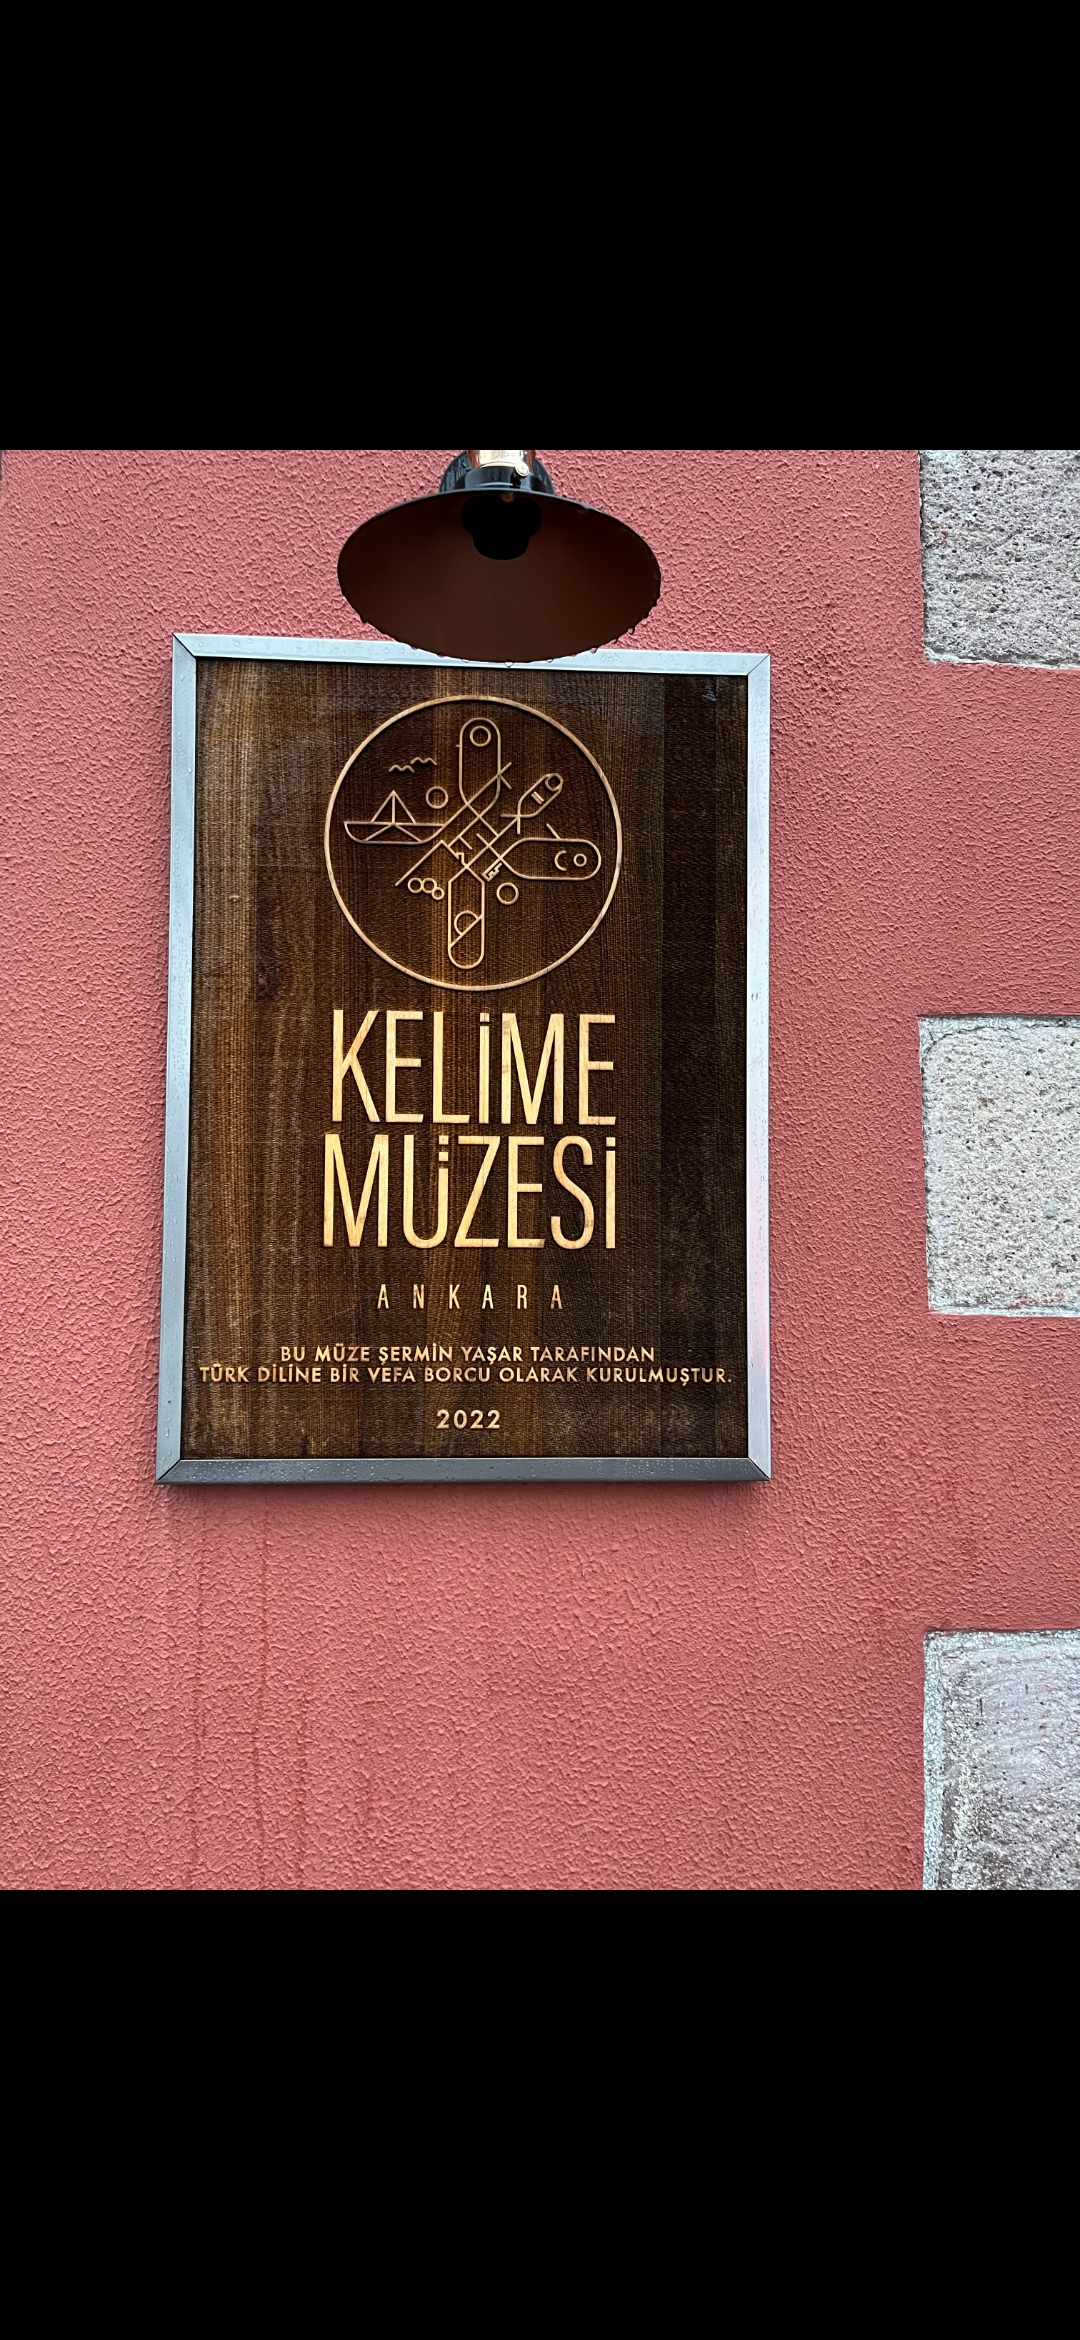 KELİME
MÜZESİ
ANKARA
BU MÜZE ŞERMİN YAŞAR TARAFINDAN
TÜRK DİLİNE BİR VEFA BORCU OLARAK KURULMUŞTUR.
2022